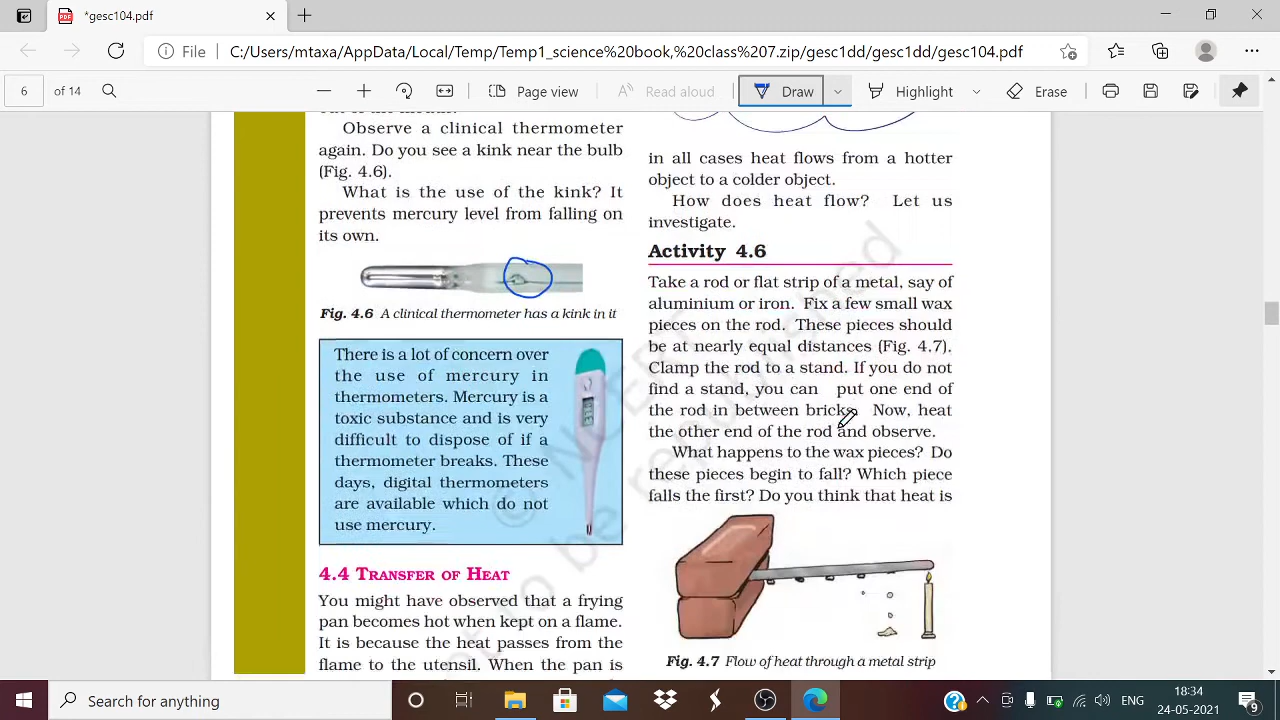 *gesc104.pdf
File
C:/Users/mtaxa/AppData/Local/Temp/Temp1_science%20book,%20class%207.zip/gesc1dd/gesc1dd/gesc104.pdf
6 of 14
Page view
Read aloud
Draw
Highlight
Erase
Observe a clinical thermometer
again. Do you see a kink near the bulb
(Fig. 4.6).
What is the use of the kink? It
prevents mercury level from falling on
its own.
Fig. 4.6 A clinical thermometer has a kink in it
There is a lot of concern over
the use of mercury in
thermometers. Mercury is a
toxic substance and is very
difficult to dispose of if a
thermometer breaks. These
days, digital thermometers
are available which do not
use mercury.
4.4 TRANSFER OF HEAT
You might have observed that a frying
pan becomes hot when kept on a flame.
It is because the heat passes from the
flame to the utensil. When the pan is
in all cases heat flows from a hotter
object to a colder object.
How does heat flow? Let us
investigate.
Activity 4.6
Take a rod or flat strip of a metal, say of
aluminium or iron. Fix a few small wax
pieces on the rod. These pieces should
be at nearly equal distances (Fig. 4.7).
Clamp the rod to a stand. If you do not
find a stand, you can put one end of
the rod in between bricks. Now, heat
the other end of the rod and observe.
What happens to the wax pieces? Do
these pieces begin to fall? Which piece
falls the first? Do you think that heat is
Fig. 4.7 Flow of heat through a metal strip
© NCERT
not to be republished
Search for anything
ENG
18:34
24-05-2021
9